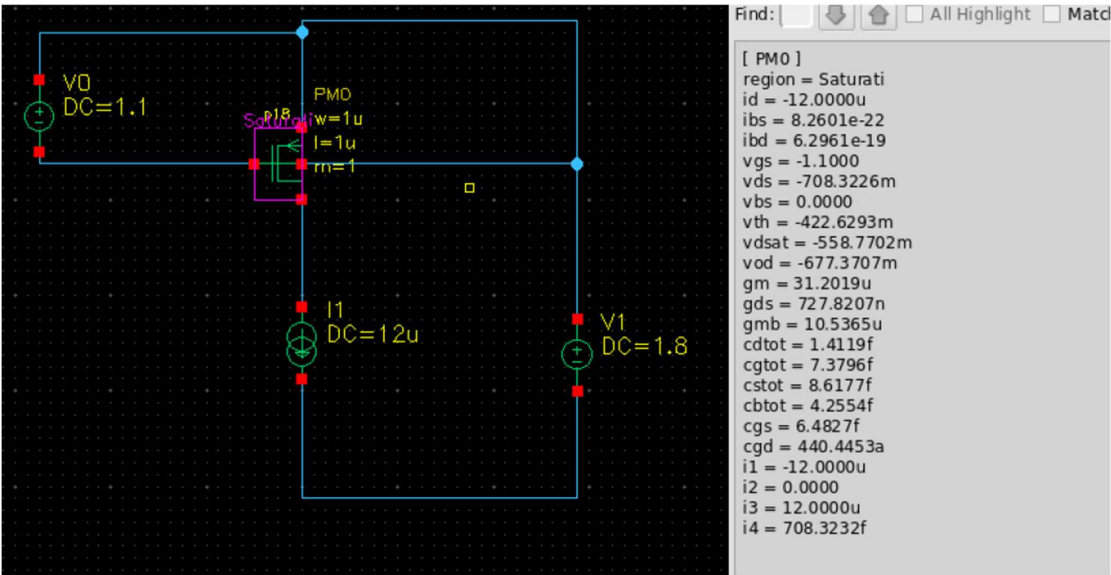 V0
DC=1.1
PM0
p18
Saturati
w=1u
l=1u
m=1
I1
DC=12u
V1
DC=1.8
Find:
All Highlight
Matc
[ PM0 ]
region = Saturati
id = -12.0000u
ibs = 8.2601e-22
ibd = 6.2961e-19
vgs = -1.1000
vds = -708.3226m
vbs = 0.0000
vth = -422.6293m
vdsat = -558.7702m
vod = -677.3707m
gm = 31.2019u
gds = 727.8207n
gmb = 10.5365u
cdtot = 1.4119f
cgtot = 7.3796f
cstot = 8.6177f
cbtot = 4.2554f
cgs = 6.4827f
cgd = 440.4453a
i1 = -12.0000u
i2 = 0.0000
i3 = 12.0000u
i4 = 708.3232f